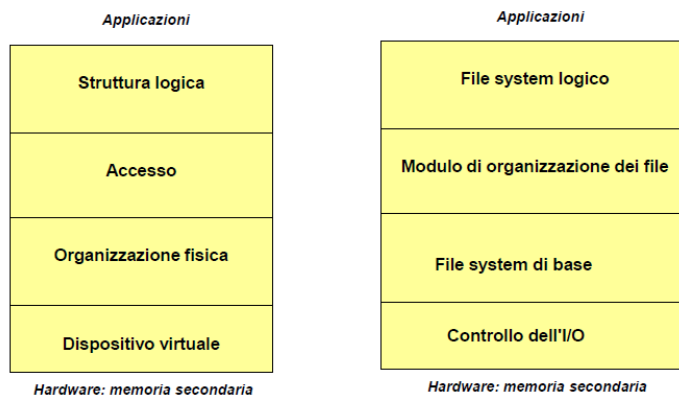 Applicazioni
Struttura logica
Accesso
Organizzazione fisica
Dispositivo virtuale
Hardware: memoria secondaria
Applicazioni
File system logico
Modulo di organizzazione dei file
File system di base
Controllo dell'I/O
Hardware: memoria secondaria